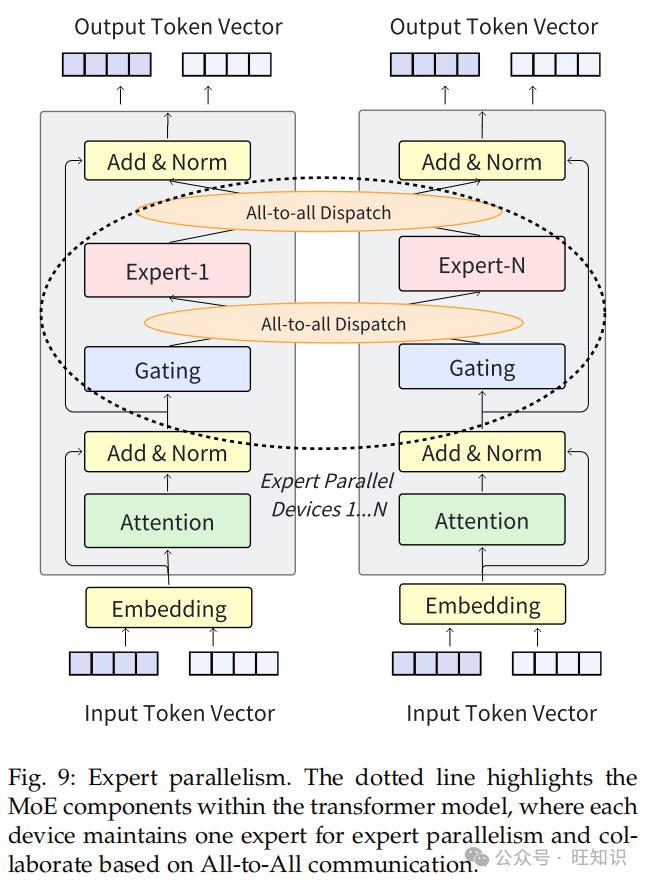 Output Token Vector
Output Token Vector
Add & Norm
Add & Norm
All-to-all Dispatch
Expert-1
Expert-N
All-to-all Dispatch
Gating
Gating
Add & Norm
Add & Norm
Expert Parallel
Devices 1...N
Attention
Attention
Embedding
Embedding
Input Token Vector
Input Token Vector
Fig. 9: Expert parallelism. The dotted line highlights the
MoE components within the transformer model, where each
device maintains one expert for expert parallelism and col-
laborate based on All-to-All communication.
公众号 · 旺知识